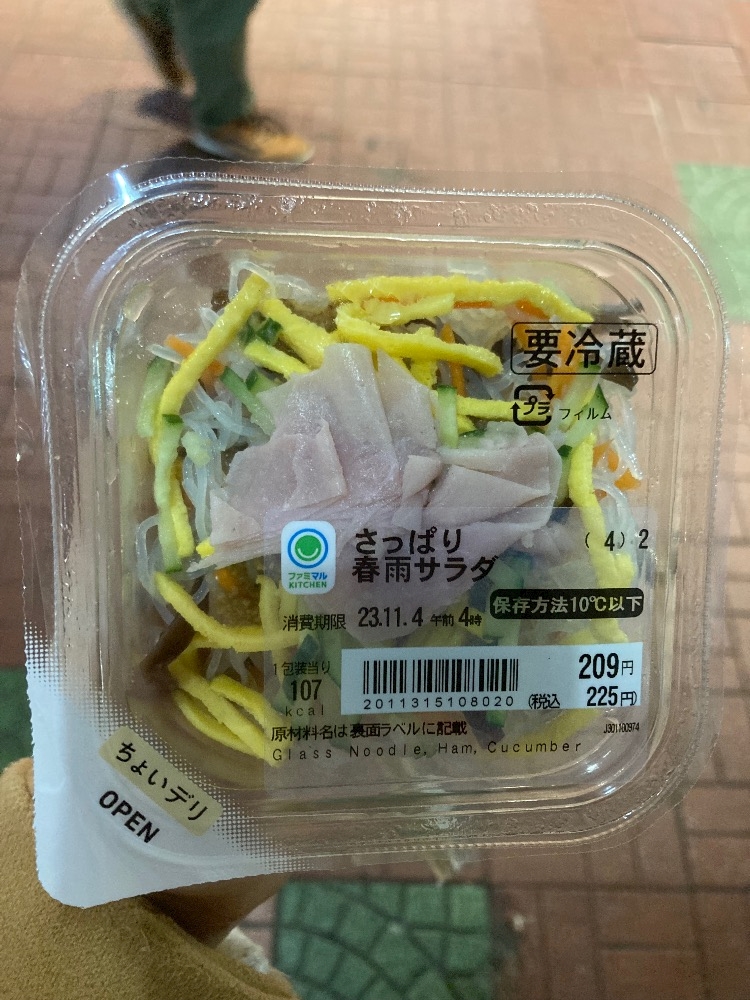 要冷蔵
プラ フィルム
ファミマル
KITCHEN
さっぱり
春雨サラダ
(4) 2
消費期限 23.11.4 午前 4時
保存方法10℃以下
1包装当り
107
kcal
2011315108020
209円
(税込 225円)
原材料名は裏面ラベルに記載
J301100974
Glass Noodle, Ham, Cucumber
ちょいデリ
OPEN